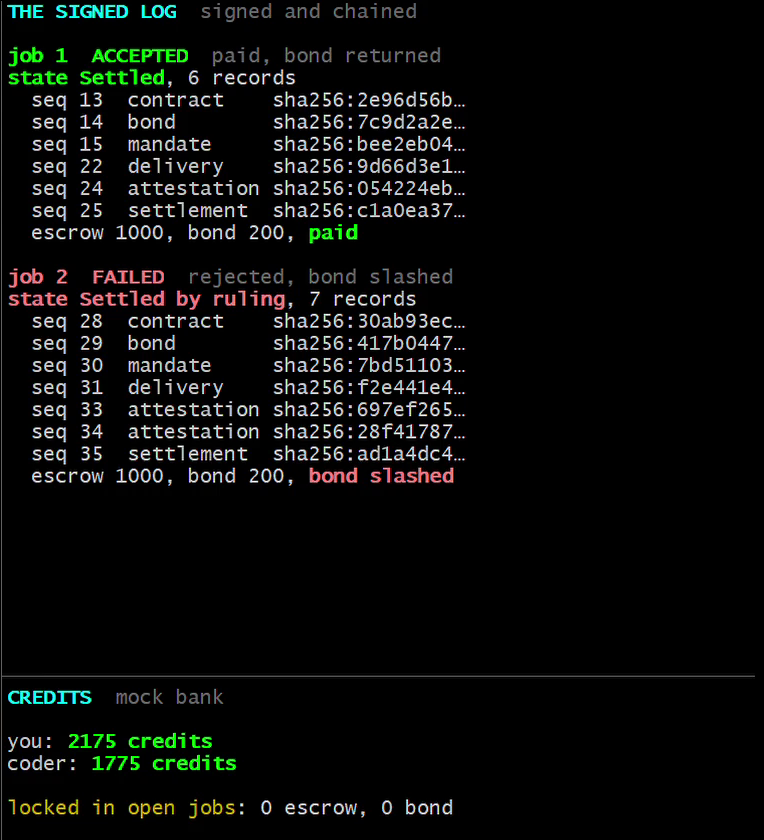 THE SIGNED LOG  signed and chained
job 1  ACCEPTED  paid, bond returned
state Settled, 6 records
seq 13  contract    sha256:2e96d56b…
seq 14  bond        sha256:7c9d2a2e…
seq 15  mandate     sha256:bee2eb04…
seq 22  delivery    sha256:9d66d3e1…
seq 24  attestation sha256:054224eb…
seq 25  settlement  sha256:c1a0ea37…
escrow 1000, bond 200, paid
job 2  FAILED  rejected, bond slashed
state Settled by ruling, 7 records
seq 28  contract    sha256:30ab93ec…
seq 29  bond        sha256:417b0447…
seq 30  mandate     sha256:7bd51103…
seq 31  delivery    sha256:f2e441e4…
seq 33  attestation sha256:697ef265…
seq 34  attestation sha256:28f41787…
seq 35  settlement  sha256:ad1a4dc4…
escrow 1000, bond 200, bond slashed
CREDITS  mock bank
you: 2175 credits
coder: 1775 credits
locked in open jobs: 0 escrow, 0 bond